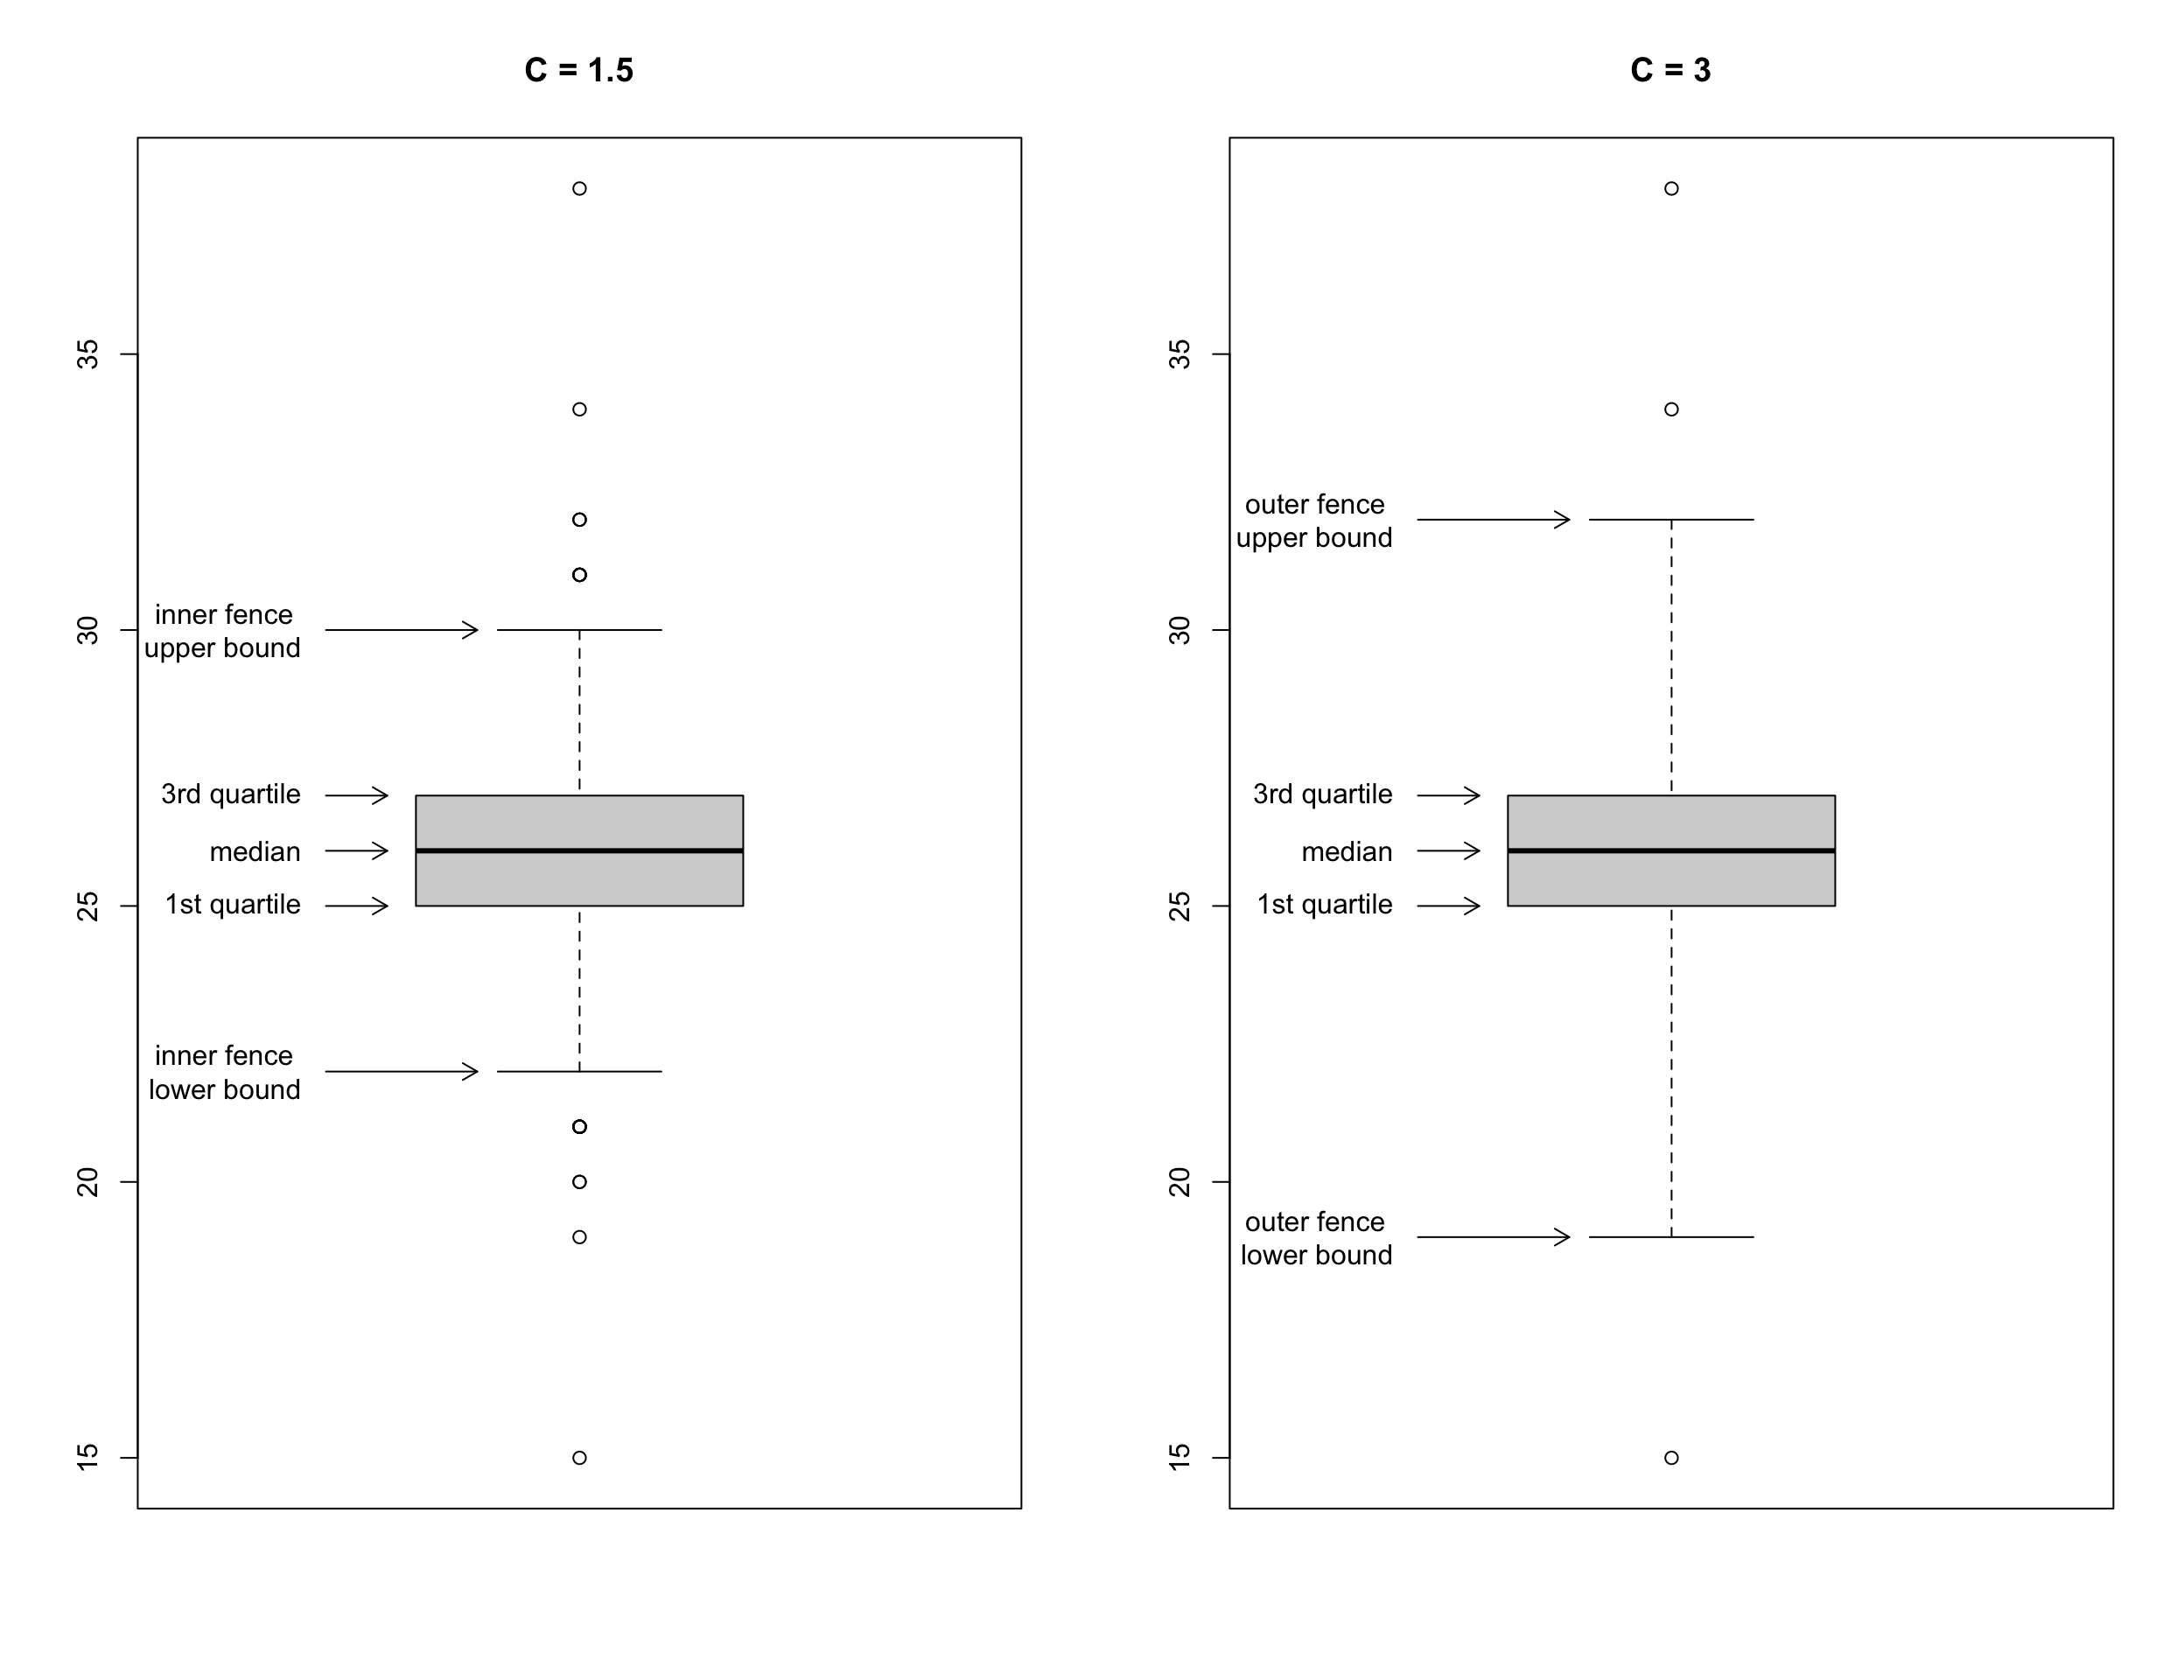 C = 1.5
35
30
25
20
15
inner fence
upper bound
3rd quartile
median
1st quartile
inner fence
lower bound
C = 3
35
30
25
20
15
outer fence
upper bound
3rd quartile
median
1st quartile
outer fence
lower bound